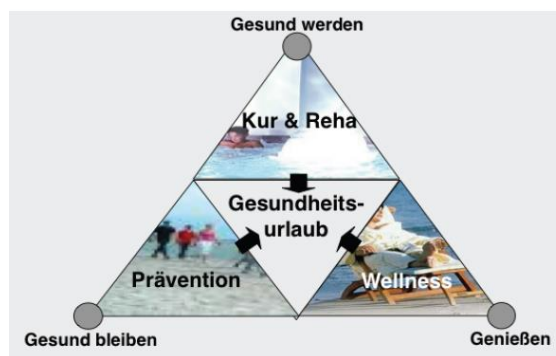 Gesund werden
Kur & Reha
Gesundheits-
urlaub
Prävention
Wellness
Gesund bleiben
Genießen